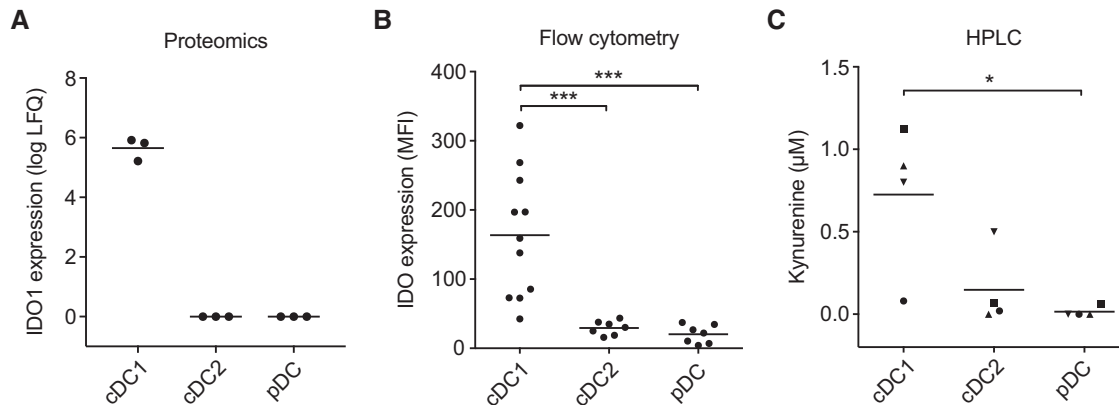 A
Proteomics
IDO1 expression (log LFQ)
8
6
4
2
0
cDC1
cDC2
pDC
B
Flow cytometry
IDO expression (MFI)
400
300
200
100
0
***
***
cDC1
cDC2
pDC
C
HPLC
Kynurenine (µM)
1.5
1.0
0.5
0.0
*
cDC1
cDC2
pDC